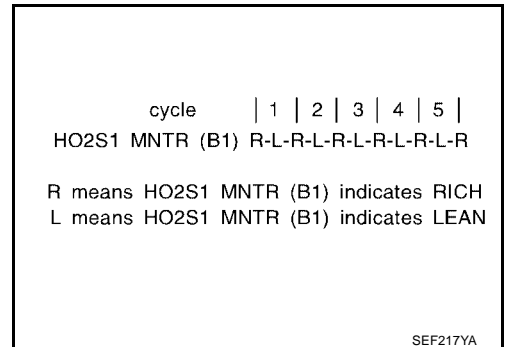 cycle | 1 | 2 | 3 | 4 | 5 |
HO2S1 MNTR (B1) R-L-R-L-R-L-R-L-R-L-R
R means HO2S1 MNTR (B1) indicates RICH
L means HO2S1 MNTR (B1) indicates LEAN
SEF217YA